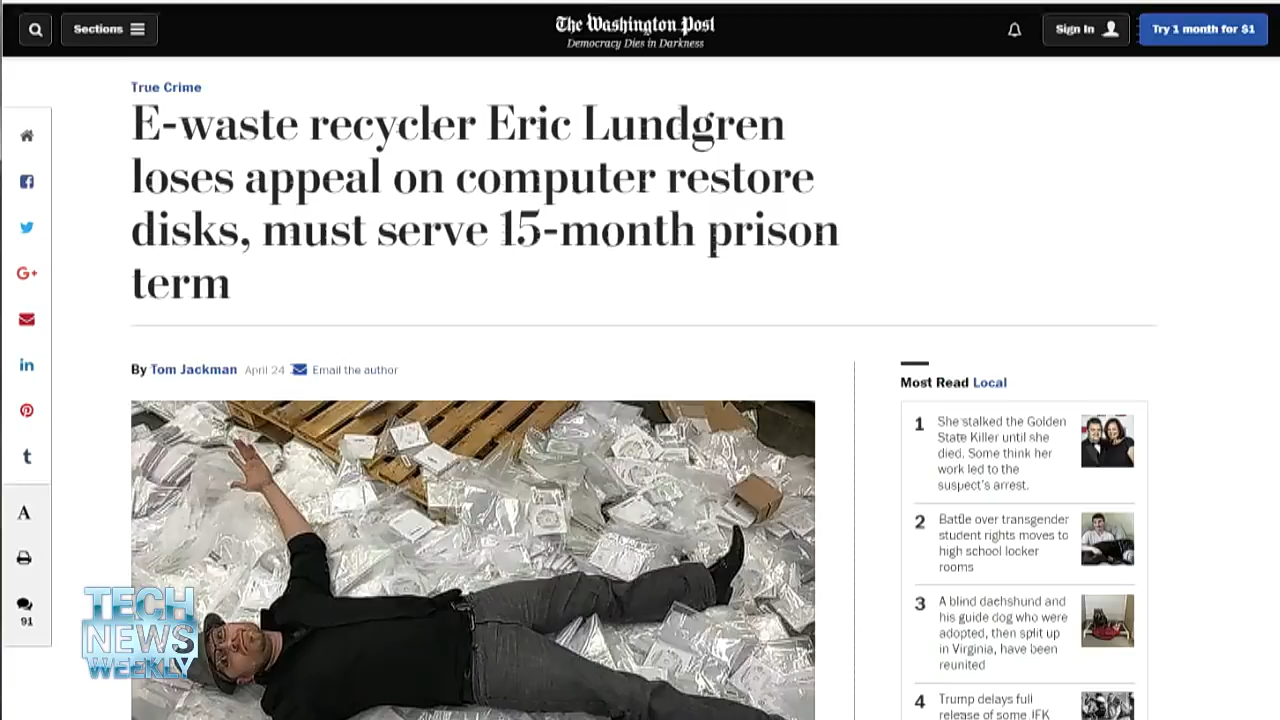 Sections
The Washington Post
Democracy Dies in Darkness
Sign In
Try 1 month for $1
True Crime
E-waste recycler Eric Lundgren
loses appeal on computer restore
disks, must serve 15-month prison
term
By Tom Jackman April 24 Email the author
G+
in
t
A
91
TECH
NEWS
WEEKLY
Most Read Local
1
She stalked the Golden
State Killer until she
died. Some think her
work led to the
suspect's arrest.
2
Battle over transgender
student rights moves to
high school locker
rooms
3
A blind dachshund and
his guide dog who were
adopted, then split up
in Virginia, have been
reunited
4
Trump delays full
release of some JFK